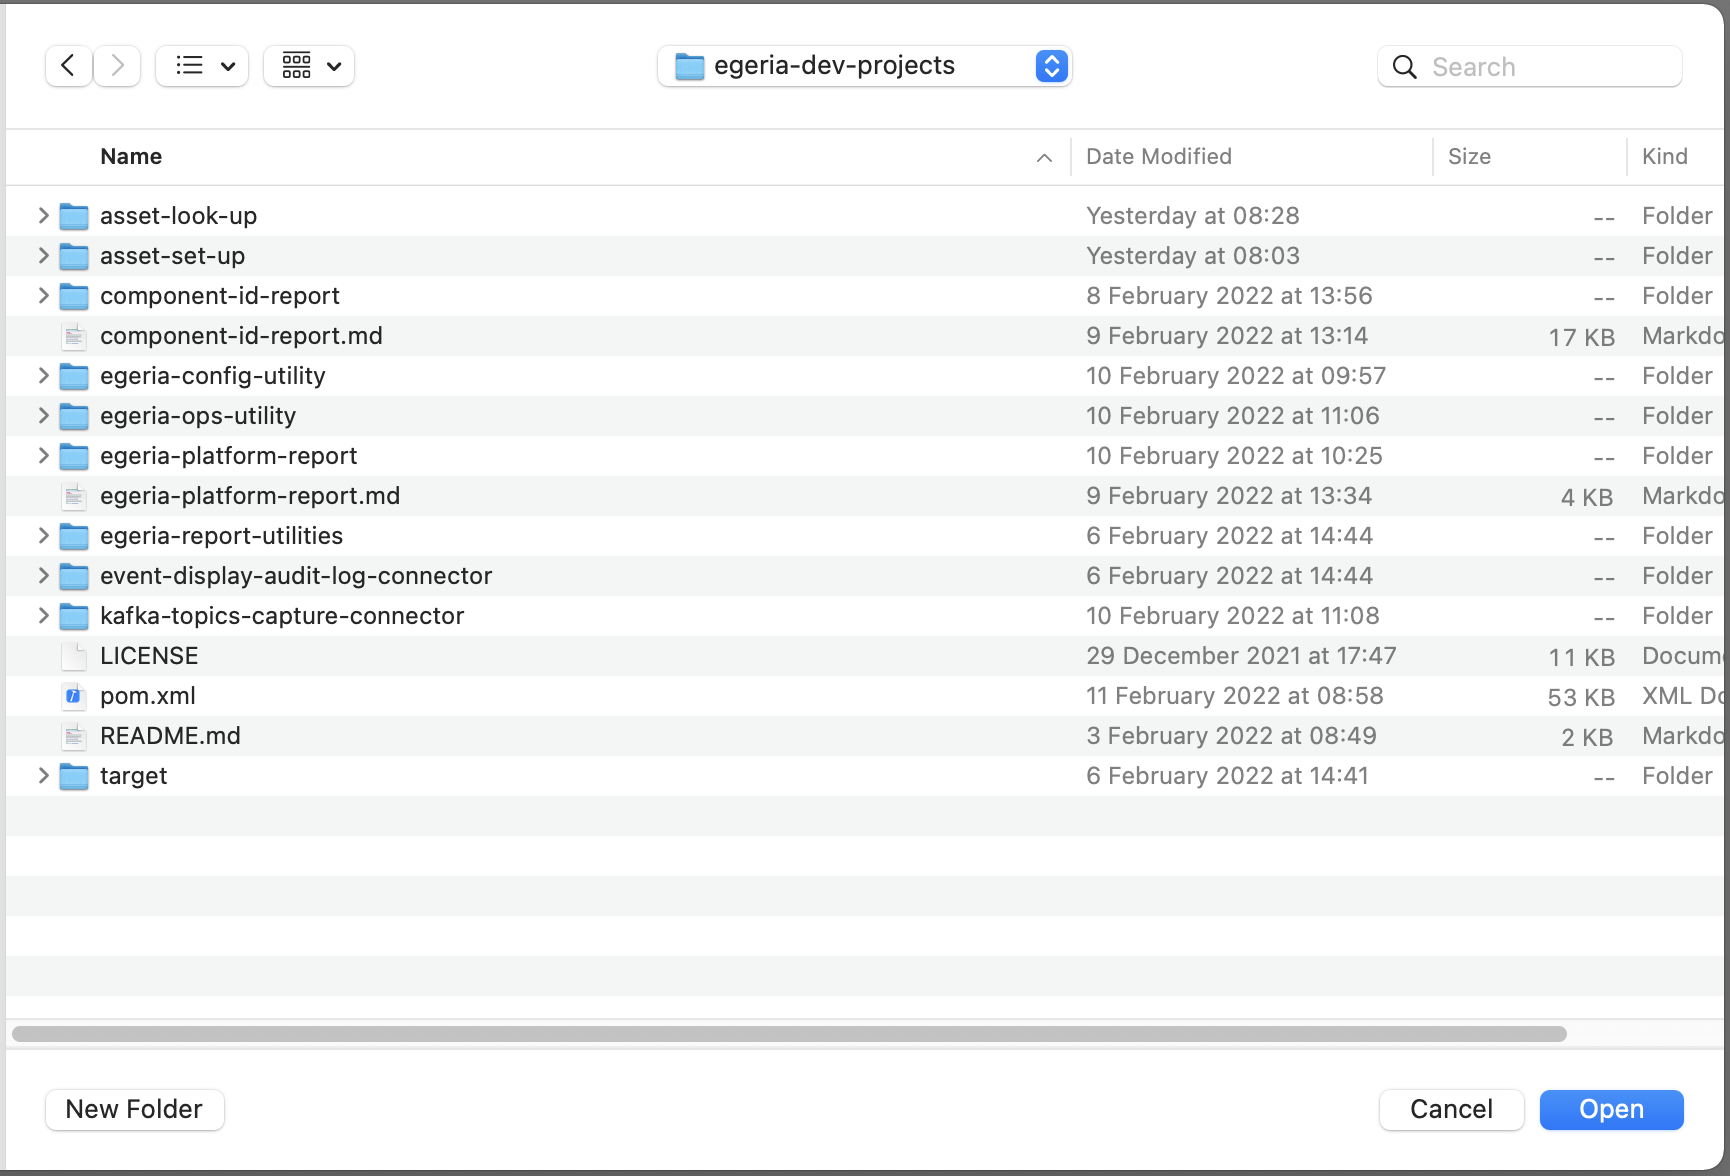 egeria-dev-projects
Search
Name Date Modified Size Kind
asset-look-up Yesterday at 08:28 -- Folder
asset-set-up Yesterday at 08:03 -- Folder
component-id-report 8 February 2022 at 13:56 -- Folder
component-id-report.md 9 February 2022 at 13:14 17 KB Markdo
egeria-config-utility 10 February 2022 at 09:57 -- Folder
egeria-ops-utility 10 February 2022 at 11:06 -- Folder
egeria-platform-report 10 February 2022 at 10:25 -- Folder
egeria-platform-report.md 9 February 2022 at 13:34 4 KB Markdo
egeria-report-utilities 6 February 2022 at 14:44 -- Folder
event-display-audit-log-connector 6 February 2022 at 14:44 -- Folder
kafka-topics-capture-connector 10 February 2022 at 11:08 -- Folder
LICENSE 29 December 2021 at 17:47 11 KB Docum
pom.xml 11 February 2022 at 08:58 53 KB XML Do
README.md 3 February 2022 at 08:49 2 KB Markdo
target 6 February 2022 at 14:41 -- Folder
New Folder Cancel Open